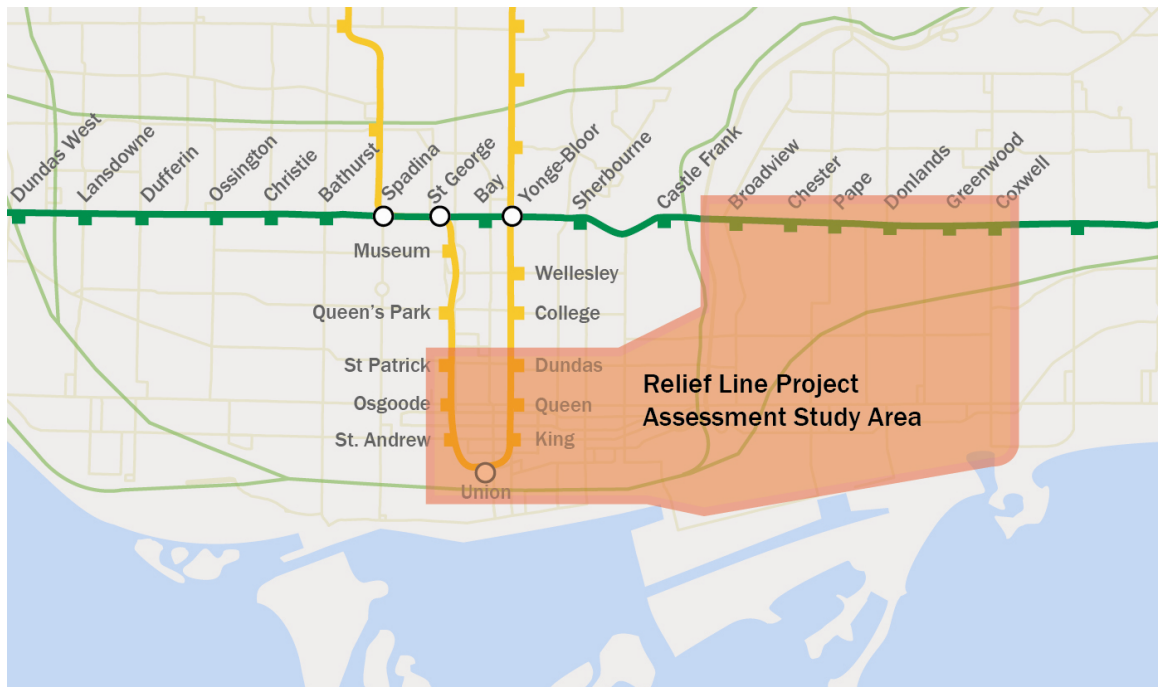 Dundas West
Lansdowne
Dufferin
Ossington
Christie
Bathurst
Spadina
St George
Bay
Yonge-Bloor
Sherbourne
Castle Frank
Broadview
Chester
Pape
Donlands
Greenwood
Coxwell
Museum
Wellesley
Queen's Park
College
St Patrick
Dundas
Osgoode
Queen
St. Andrew
King
Union
Relief Line Project
Assessment Study Area